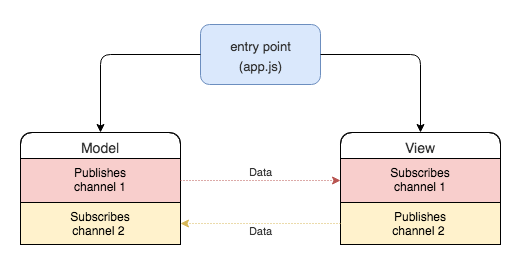 entry point
(app.js)
Model
View
Publishes
channel 1
Data
Subscribes
channel 1
Subscribes
channel 2
Data
Publishes
channel 2